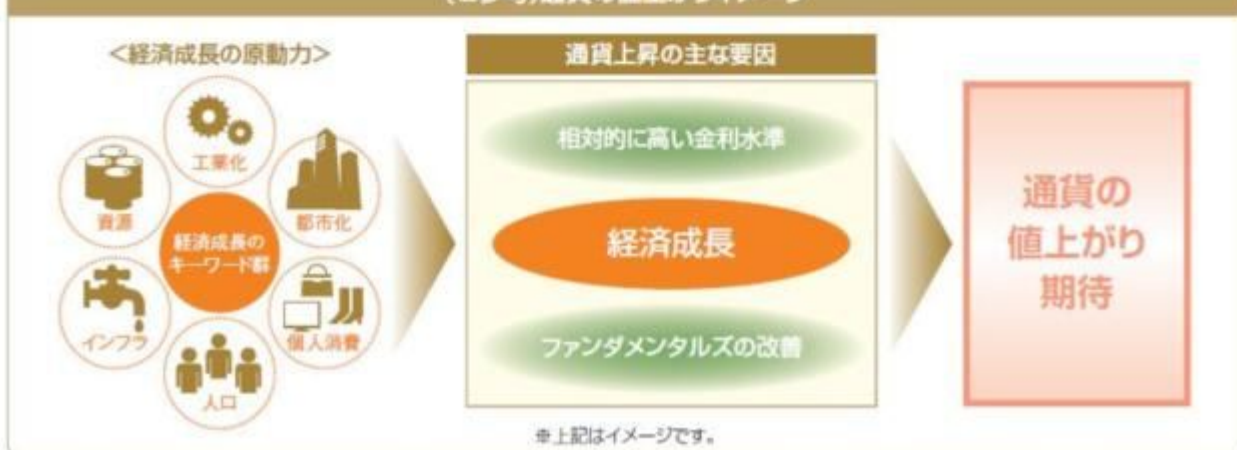 ＜経済成長の原動力＞
工業化
資源
都市化
経済成長の
キーワード群
インフラ
個人消費
人口
通貨上昇の主な要因
相対的に高い金利水準
経済成長
ファンダメンタルズの改善
通貨の
値上がり
期待
※上記はイメージです。